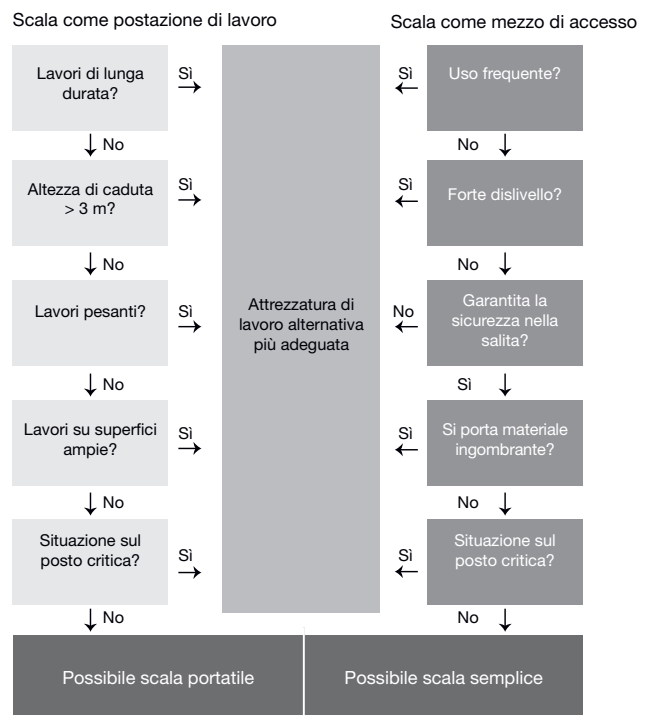 Scala come postazione di lavoro
Scala come mezzo di accesso
Lavori di lunga
durata?
Sì
Sì
Uso frequente?
No
No
Altezza di caduta
> 3 m?
Sì
Sì
Forte dislivello?
No
No
Lavori pesanti?
Sì
Attrezzatura di
lavoro alternativa
più adeguata
No
Garantita la
sicurezza nella
salita?
No
Sì
Lavori su superfici
ampie?
Sì
Sì
Si porta materiale
ingombrante?
No
No
Situazione sul
posto critica?
Sì
Sì
Situazione sul
posto critica?
No
No
Possibile scala portatile
Possibile scala semplice